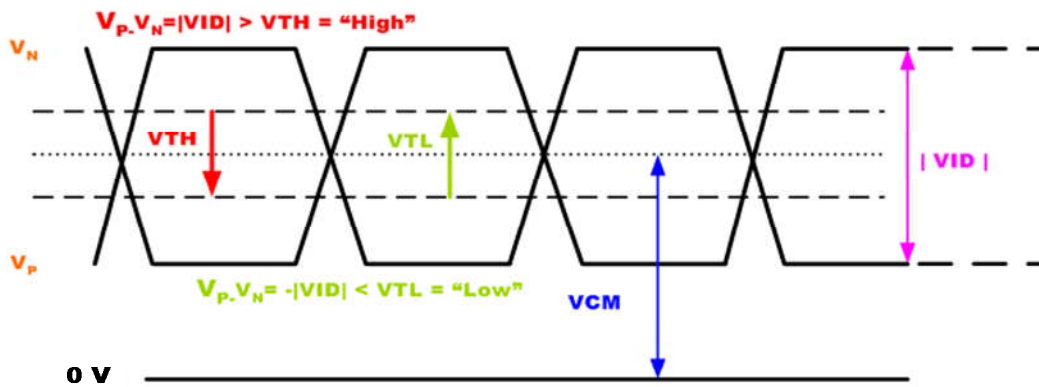 VP-VN=|VID| > VTH = “High”
VN
VTH
VTL
| VID |
VP
VP-VN= -|VID| < VTL = “Low”
VCM
0 V